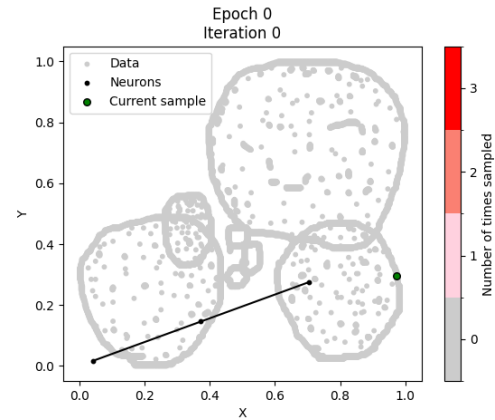 Epoch 0
Iteration 0
Data
Neurons
Current sample
1.0
0.8
0.6
0.4
0.2
0.0
Y
0.0 0.2 0.4 0.6 0.8 1.0
X
3
2
1
0
Number of times sampled